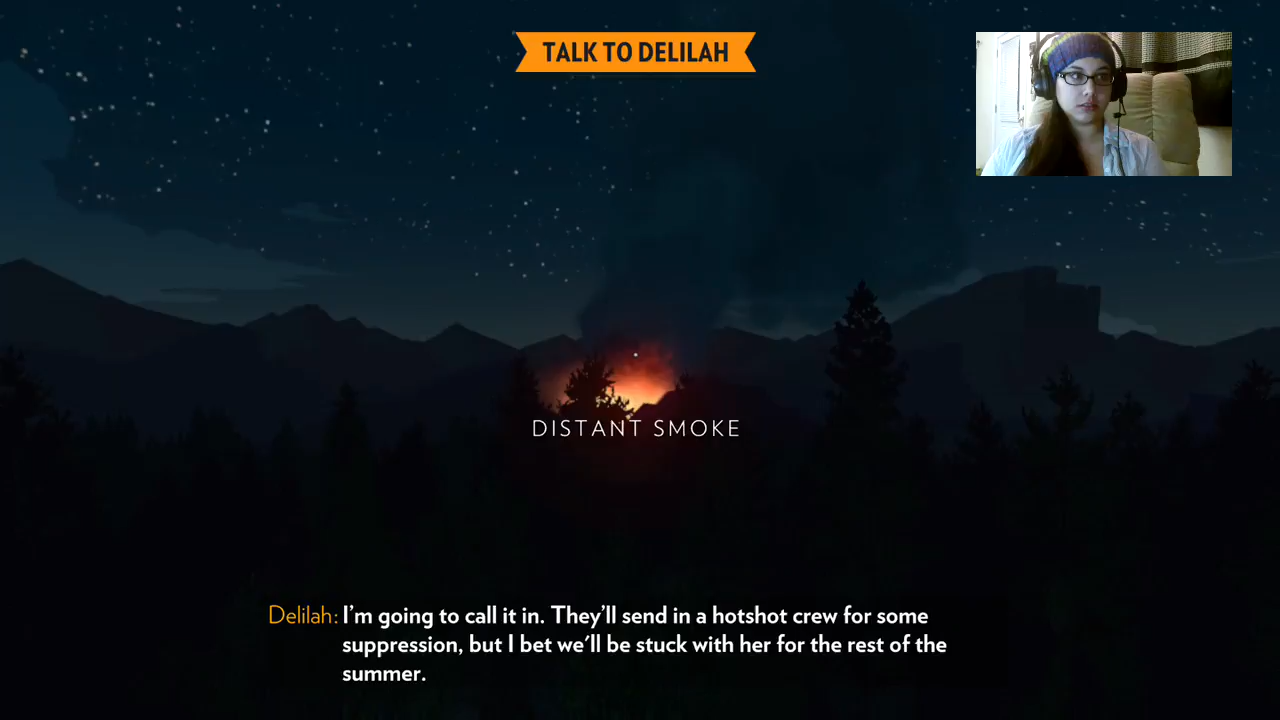 TALK TO DELILAH
DISTANT SMOKE
Delilah: I'm going to call it in. They'll send in a hotshot crew for some
suppression, but I bet we'll be stuck with her for the rest of the
summer.